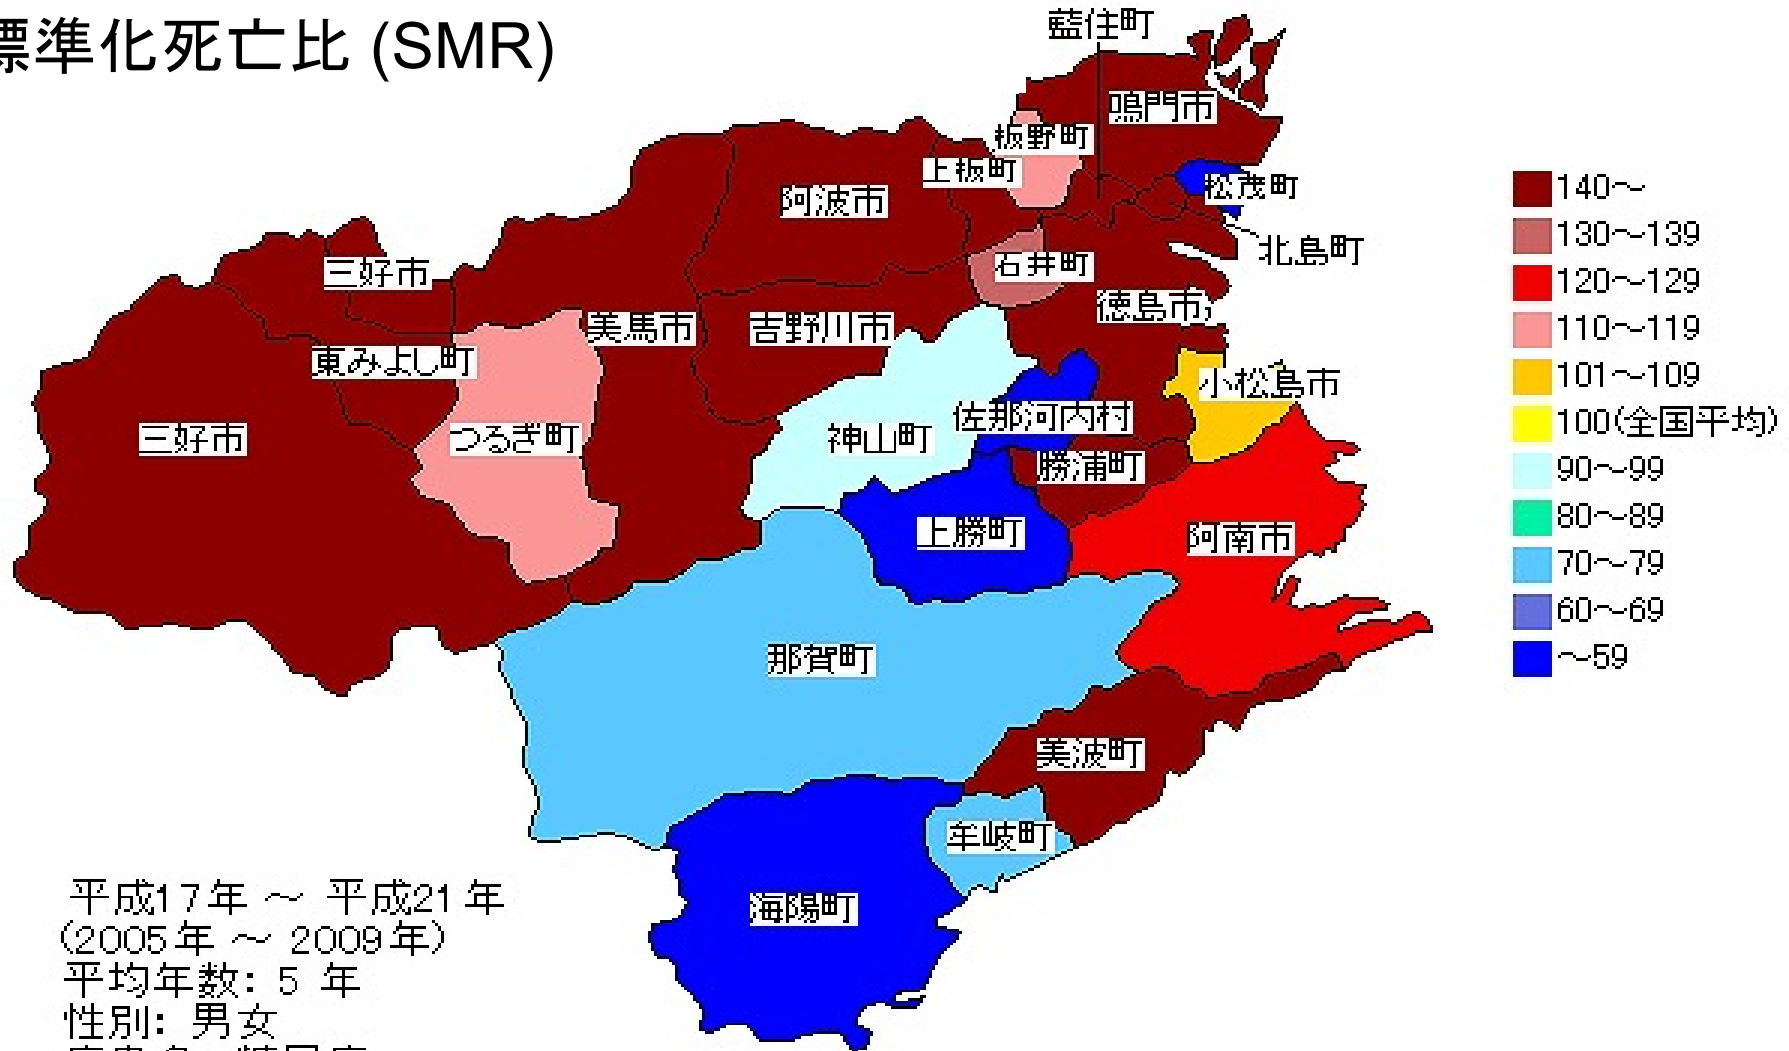 標準化死亡比 (SMR)
藍住町
鳴門市
板野町
上板町
松茂町
阿波市
北島町
石井町
三好市
徳島市
美馬市
吉野川市
東みよし町
小松島市
佐那河内村
三好市
つるぎ町
神山町
勝浦町
上勝町
阿南市
那賀町
美波町
牟岐町
海陽町
140～
130～139
120～129
110～119
101～109
100(全国平均)
90～99
80～89
70～79
60～69
～59
平成17年 ～ 平成21年
(2005年 ～ 2009年)
平均年数: 5 年
性別: 男女